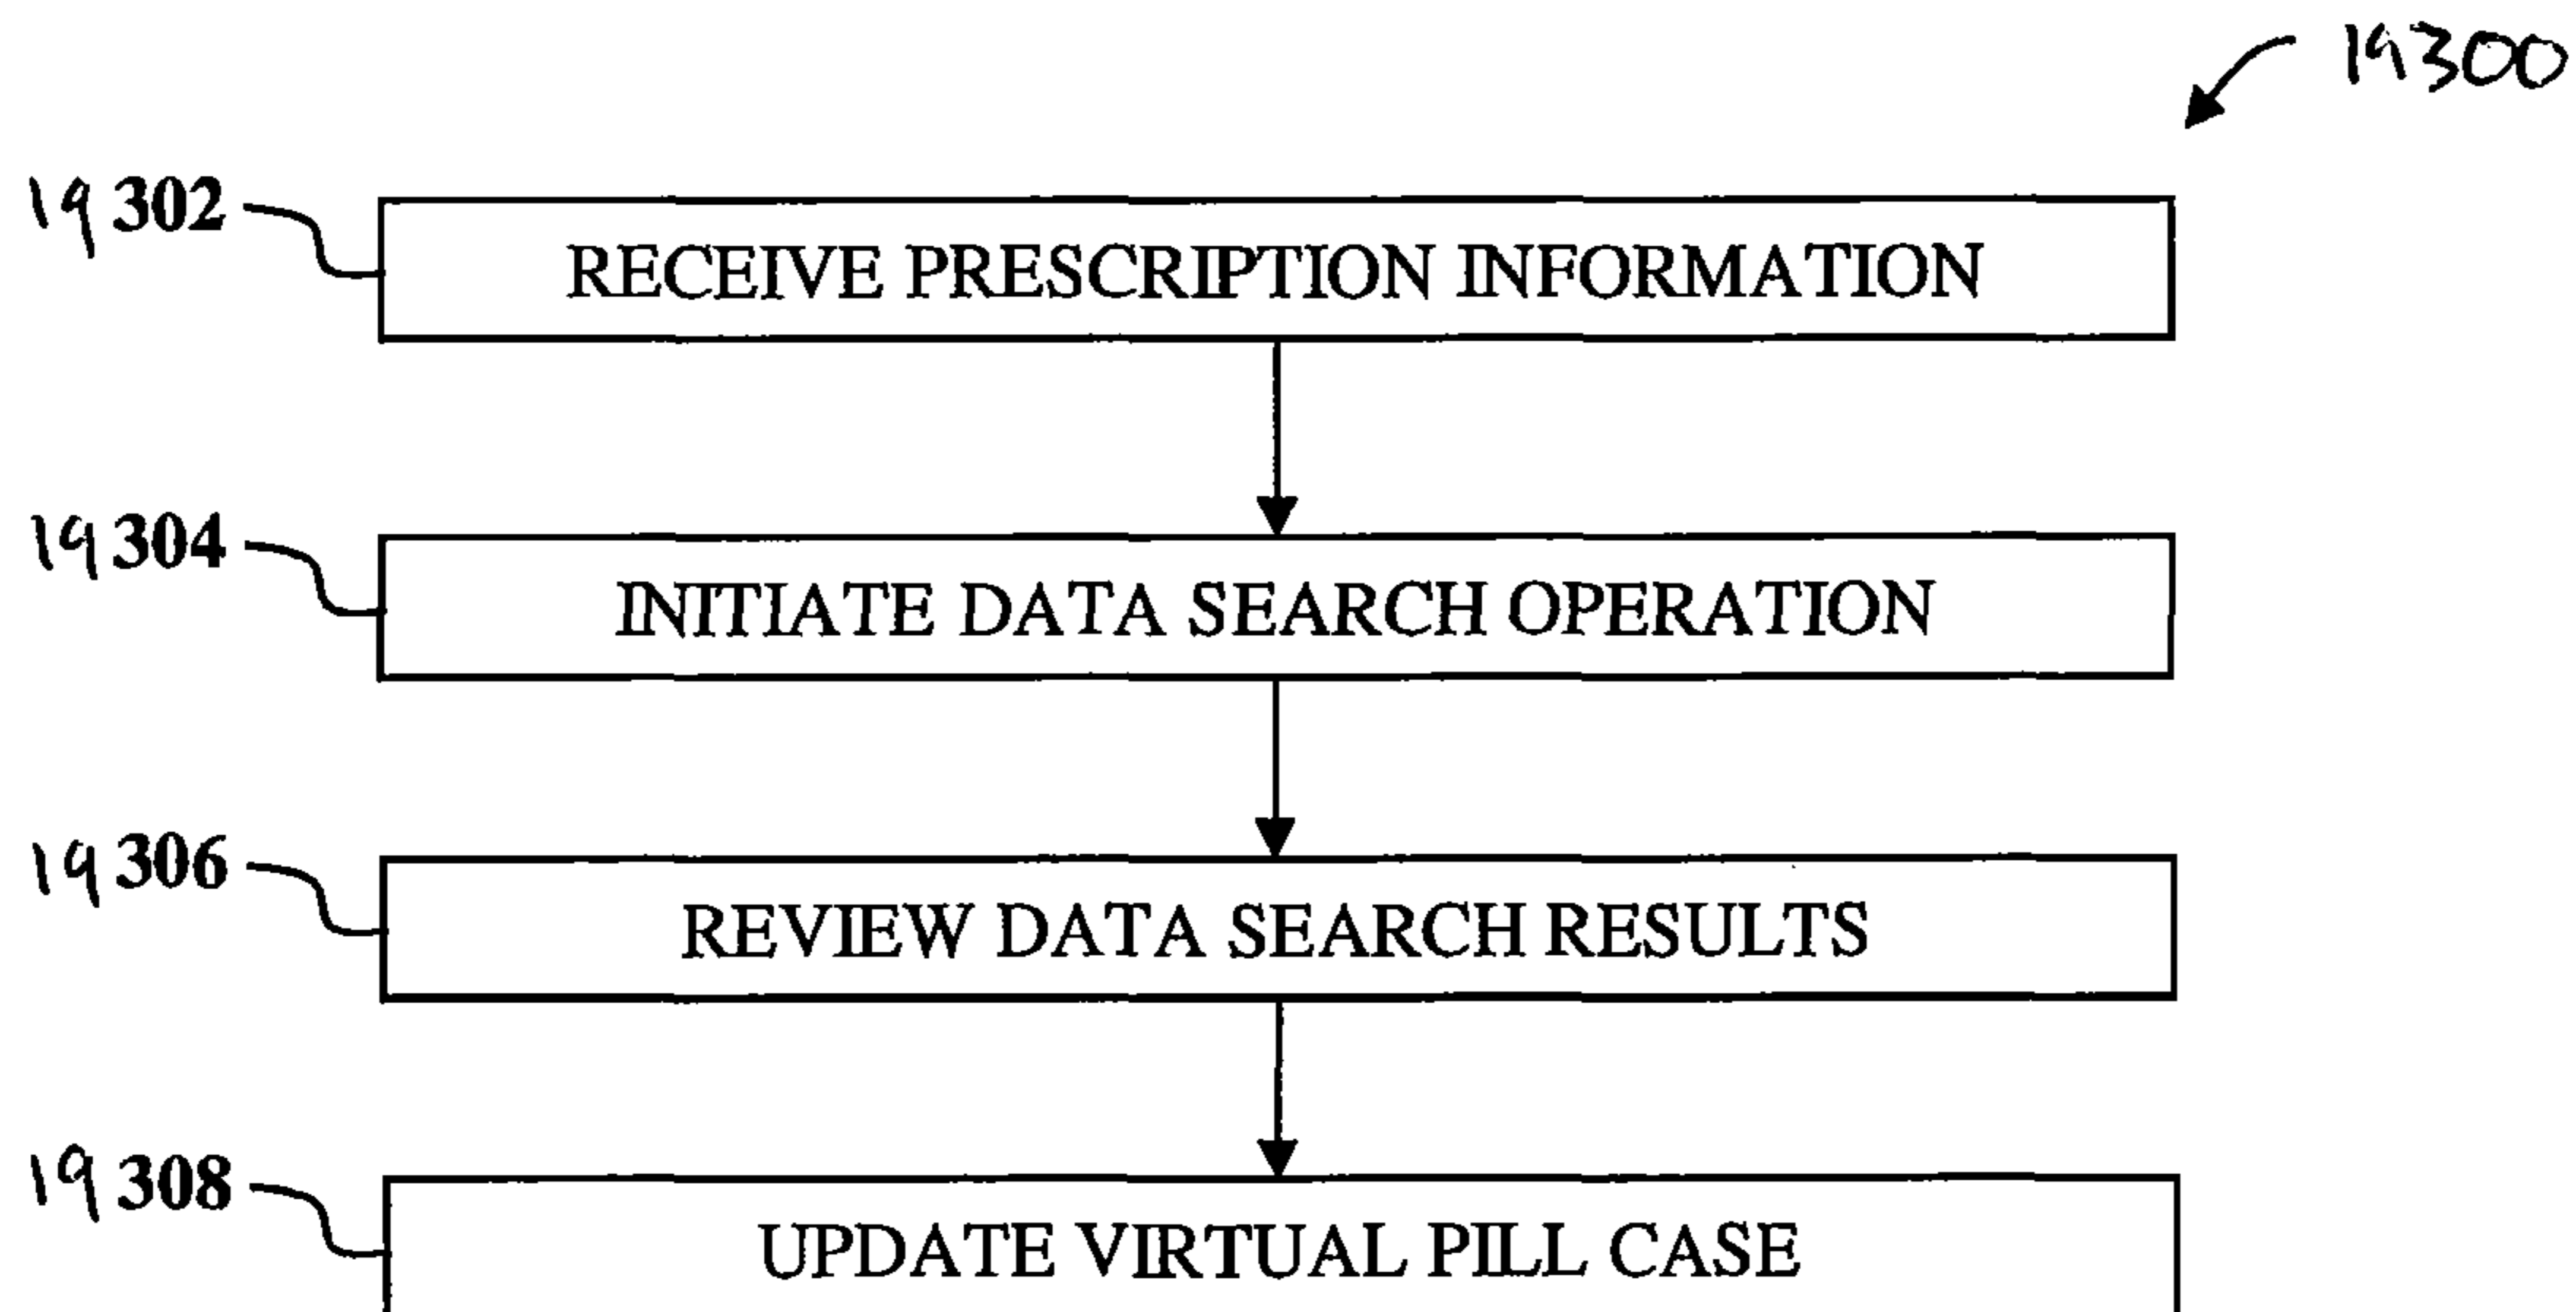 19300
19302
RECEIVE PRESCRIPTION INFORMATION
19304
INITIATE DATA SEARCH OPERATION
19306
REVIEW DATA SEARCH RESULTS
19308
UPDATE VIRTUAL PILL CASE